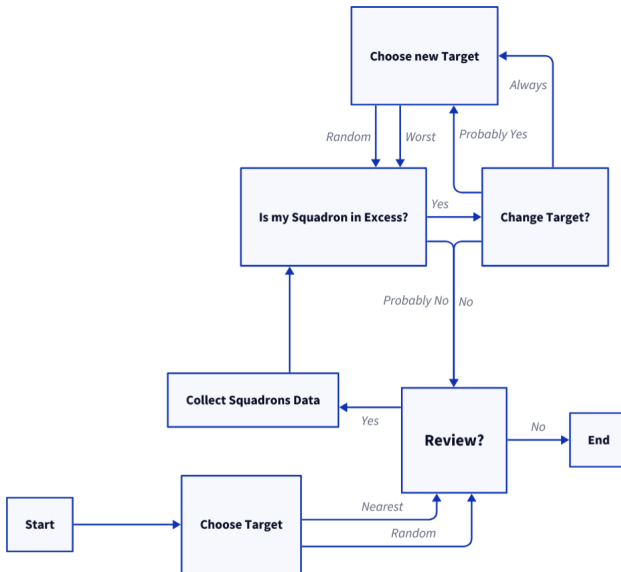 Choose new Target
Always
Random
Worst
Probably Yes
Is my Squadron in Excess?
Yes
Change Target?
Probably No
No
Collect Squadrons Data
Yes
Review?
No
End
Start
Choose Target
Nearest
Random